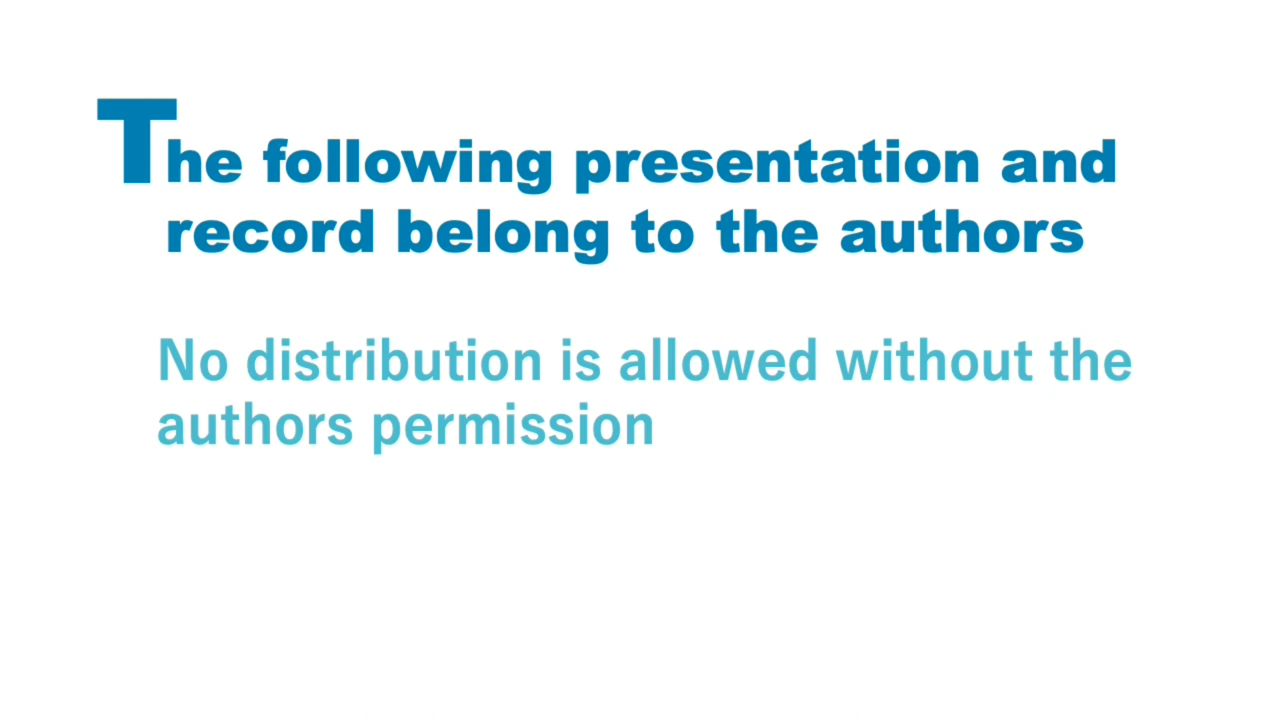 The following presentation and
record belong to the authors
No distribution is allowed without the
authors permission